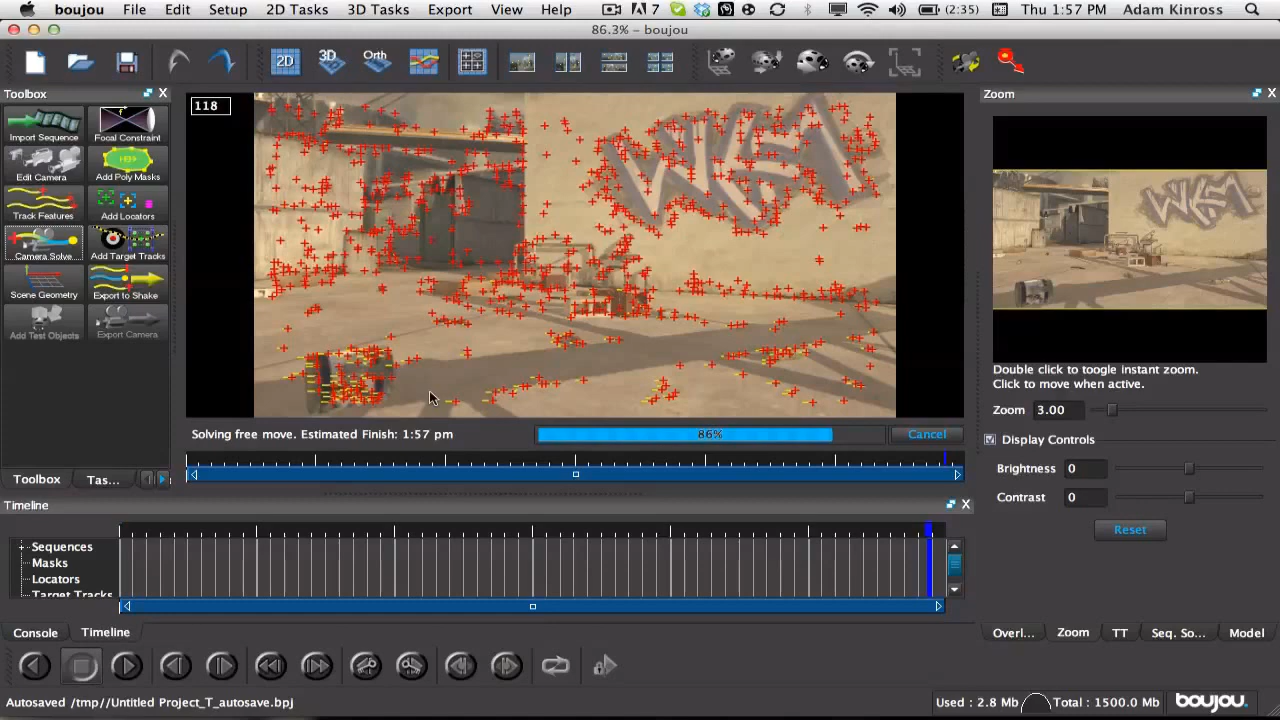 boujou File Edit Setup 2D Tasks 3D Tasks Export View Help 7 (2:35) Thu 1:57 PM Adam Kinross
86.3% – boujou
2D 3D Orth
Toolbox
Zoom
118
WKM
Import Sequence Focal Constraint
Edit Camera Add Poly Masks
Track Features Add Locators
Camera Solve Add Target Tracks
Scene Geometry Export to Shake
Add Test Objects Export Camera
Double click to toogle instant zoom.
Click to move when active.
Zoom 3.00
Display Controls
Brightness 0
Contrast 0
Reset
Solving free move. Estimated Finish: 1:57 pm 86% Cancel
Toolbox Tas...
Timeline
Sequences
Masks
Locators
Target Tracks
Console Timeline
Overl... Zoom TT Seq. So... Model
Autosaved /tmp//Untitled Project_T_autosave.bpj
Used : 2.8 Mb Total : 1500.0 Mb boujou.